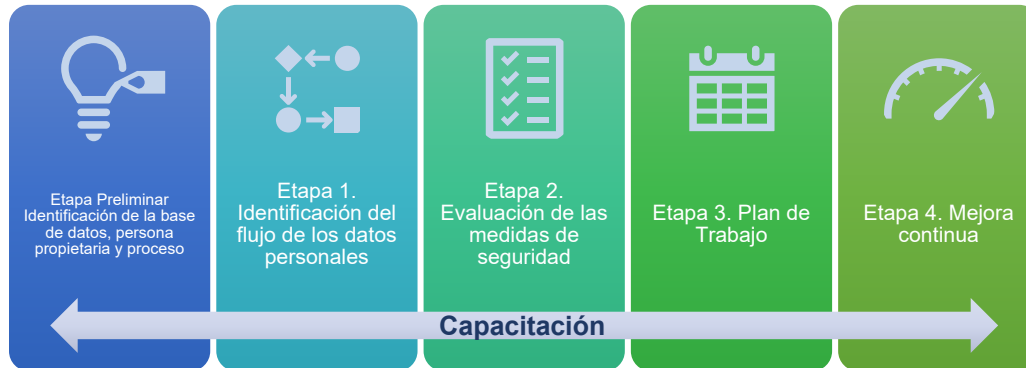 Etapa Preliminar
Identificación de la base
de datos, persona
propietaria y proceso
Etapa 1.
Identificación del
flujo de los datos
personales
Etapa 2.
Evaluación de las
medidas de
seguridad
Etapa 3. Plan de
Trabajo
Etapa 4. Mejora
continua
Capacitación